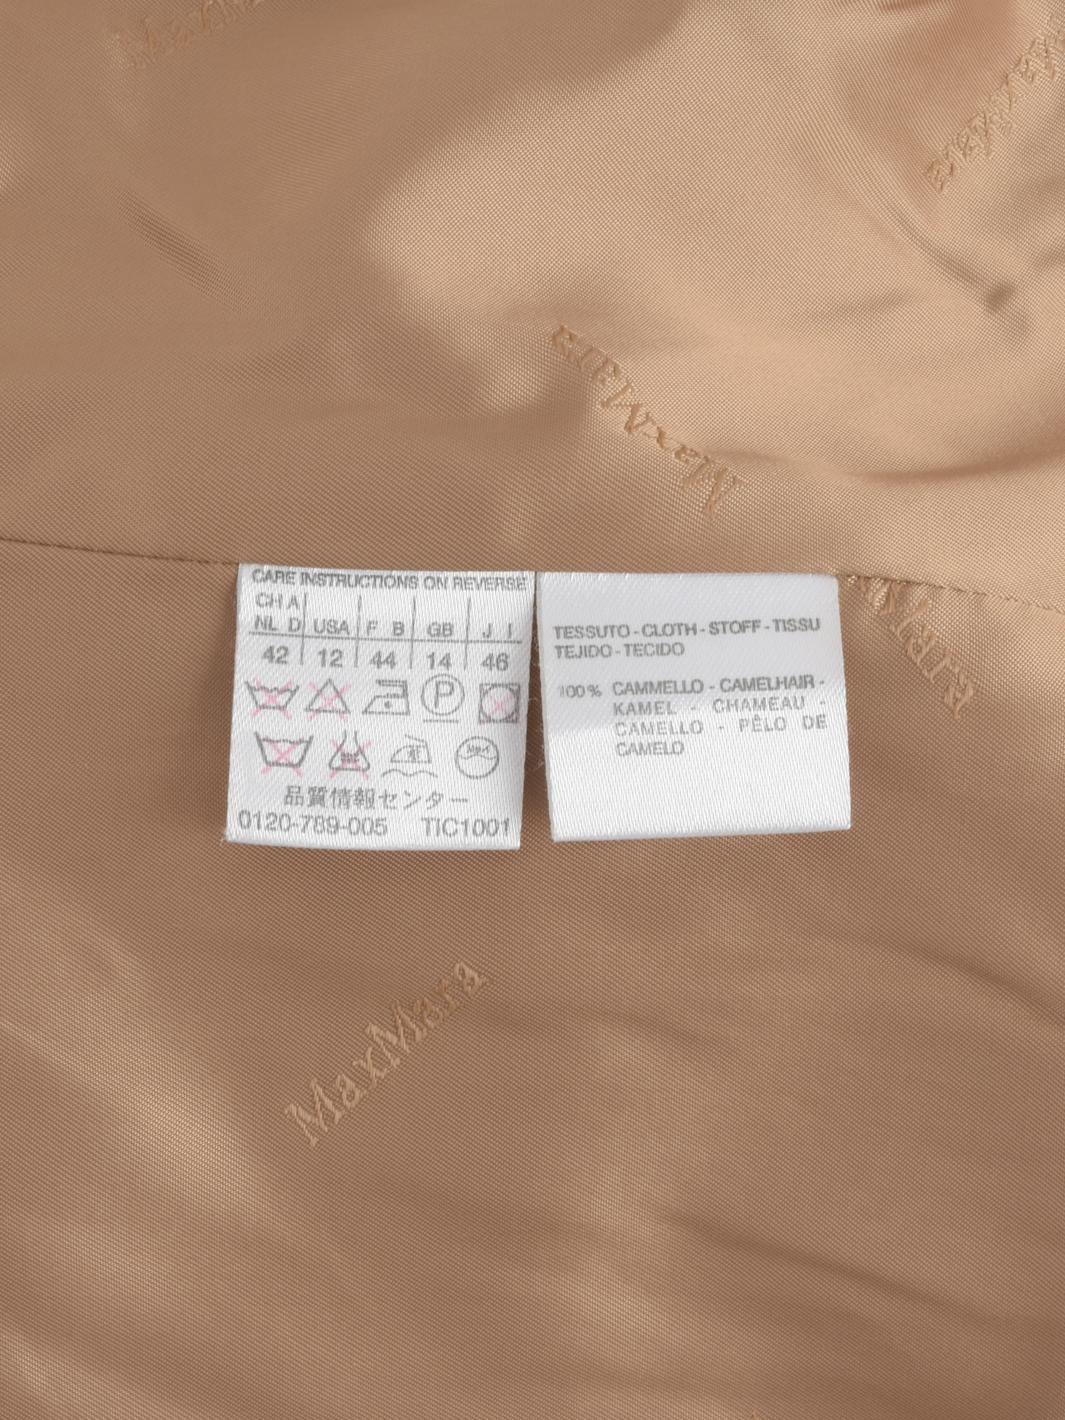 MaxMara
MaxMara
MaxMara
CARE INSTRUCTIONS ON REVERSE
CH A
NL D USA F B GB J I
42 12 44 14 46
P
品質情報センター
0120-789-005 TIC1001
TESSUTO - CLOTH - STOFF - TISSU
TEJIDO - TECIDO
100% CAMMELLO - CAMELHAIR -
KAMEL - CHAMEAU -
CAMELLO - PÊLO DE
CAMELO
MaxMara
MaxMara